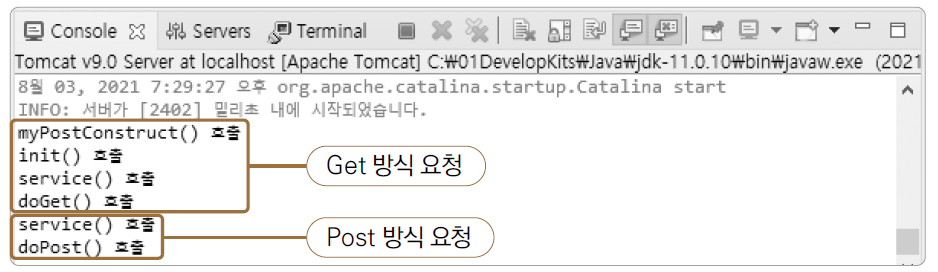 Console Servers Terminal
Tomcat v9.0 Server at localhost [Apache Tomcat] C:₩01DevelopKits₩Java₩jdk-11.0.10₩bin₩javaw.exe (2021
8월 03, 2021 7:29:27 오후 org.apache.catalina.startup.Catalina start
INFO: 서버가 [2402] 밀리초 내에 시작되었습니다.
myPostConstruct() 호출
init() 호출
service() 호출
doGet() 호출
Get 방식 요청
service() 호출
doPost() 호출
Post 방식 요청